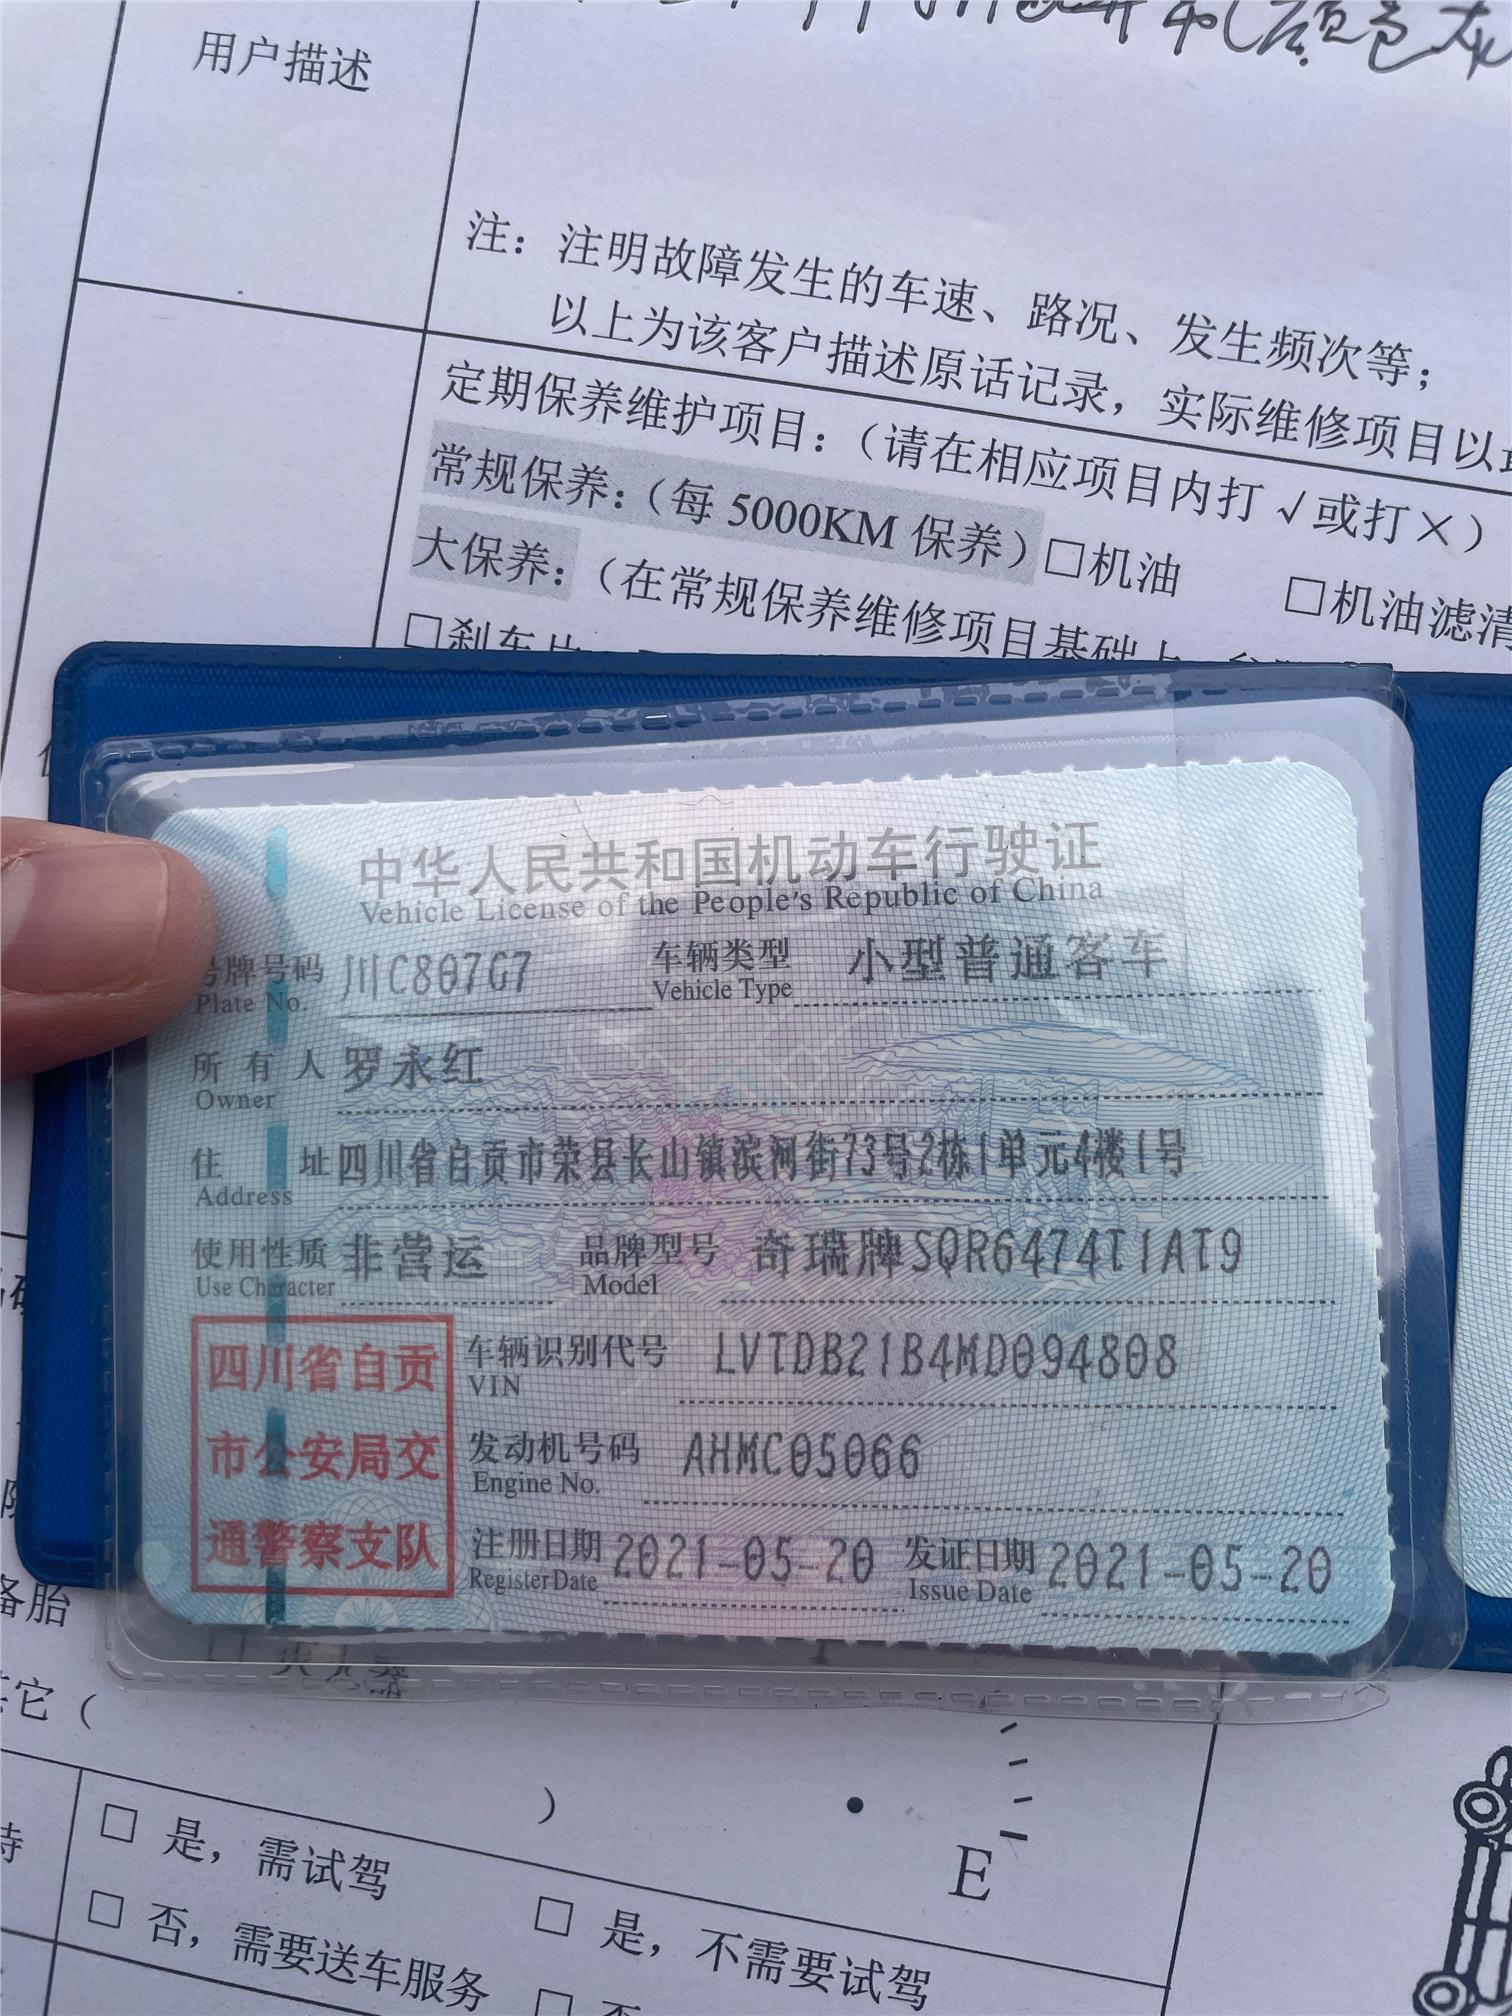 用户描述
注：注明故障发生的车速、路况、发生频次等；
以上为该客户描述原话记录，实际维修项目以
定期保养维护项目：（请在相应项目内打√或打×）
常规保养：（每 5000KM 保养）□机油 □机油滤清
大保养：（在常规保养维修项目基础上
□刹车片
中华人民共和国机动车行驶证
Vehicle License of the People's Republic of China
号牌号码 川C807G7 车辆类型 小型普通客车
Plate No. Vehicle Type
所有人 罗永红
Owner
住址 四川省自贡市荣县长山镇滨河街73号2栋1单元4楼1号
Address
使用性质 非营运 品牌型号 奇瑞牌SQR6474T1AT9
Use Character Model
四川省自贡
市公安局交
通警察支队
车辆识别代号 LVTDB21B4MD094808
VIN
发动机号码 AHMC05066
Engine No.
注册日期 2021-05-20 发证日期 2021-05-20
Register Date Issue Date
备胎
其它（
）
E
□ 是，需试驾
□ 是，不需要试驾
□ 否，需要送车服务